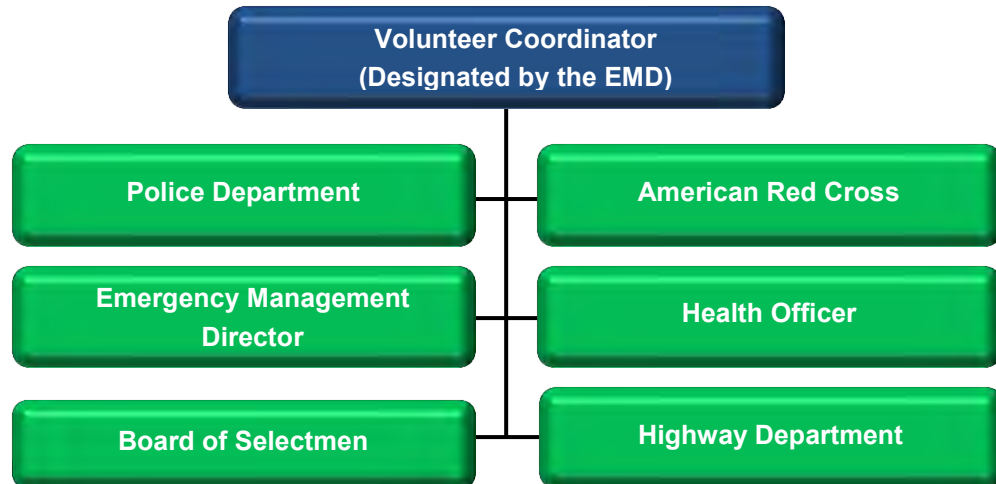 Volunteer Coordinator
(Designated by the EMD)
Police Department
American Red Cross
Emergency Management
Director
Health Officer
Board of Selectmen
Highway Department